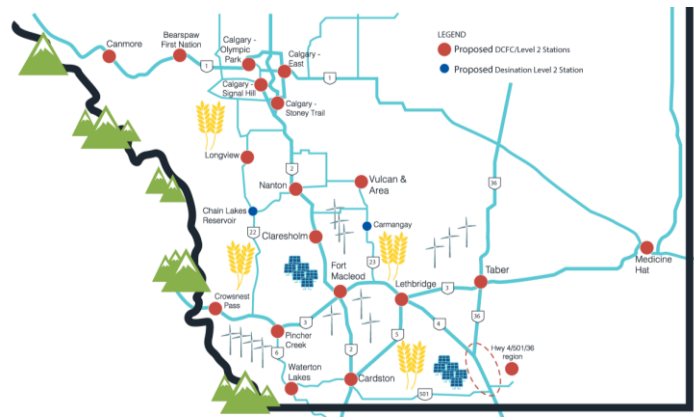 LEGEND
Proposed DCFC/Level 2 Stations
Proposed Desination Level 2 Station
Canmore
Bearspaw
First Nation
Calgary -
Olympic
Park
Calgary -
East
1
1
Calgary -
Signal Hill
Calgary -
Stoney Trail
Longview
2
Nanton
Vulcan &
Area
36
Chain Lakes
Reservoir
22
Claresholm
Carmangay
23
Medicine
Hat
Fort
Macleod
Lethbridge
3
Taber
Crowsnest
Pass
3
36
Pincher
Creek
6
2
5
4
Hwy 4/501/36
region
Waterton
Lakes
Cardston
501